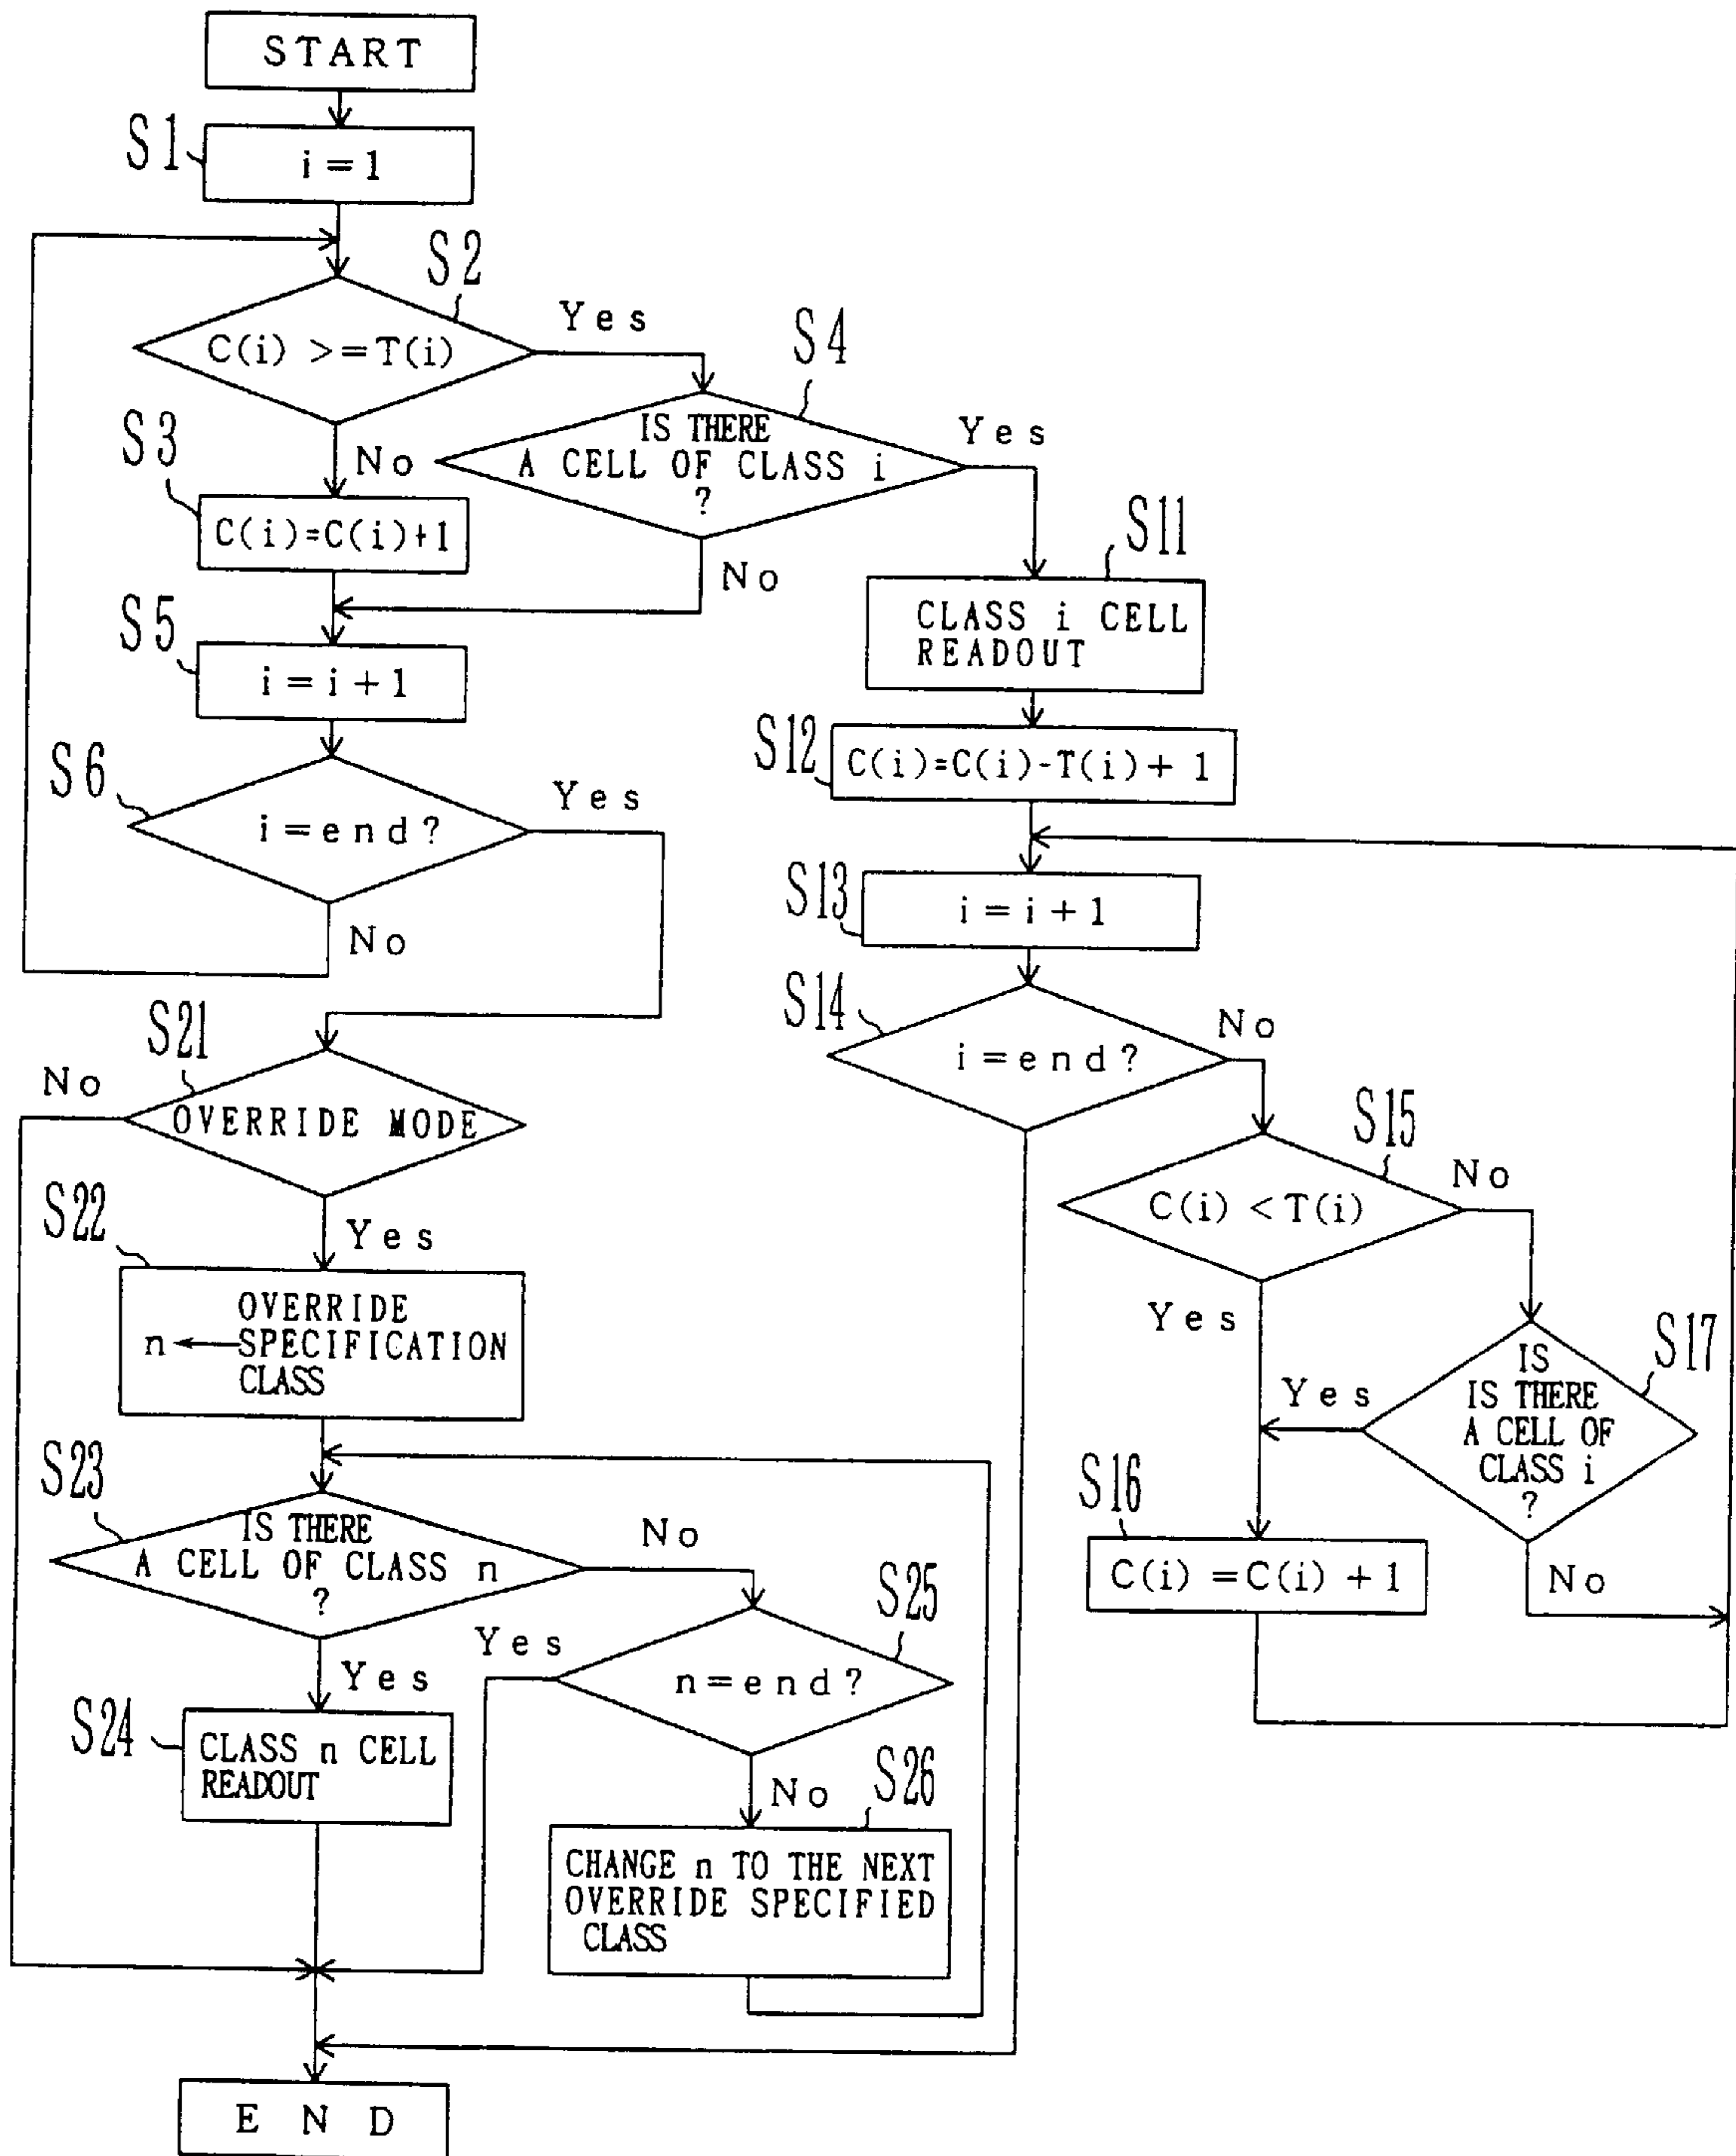 START
S1
i=1
S2
C(i) >=T(i)
Yes
No
S4
IS THERE
A CELL OF CLASS i
?
Yes
No
S3
C(i)=C(i)+1
S5
i=i+1
S6
i=end?
Yes
No
S11
CLASS i CELL
READOUT
S12
C(i)=C(i)-T(i)+ 1
S13
i=i+1
S14
i=end?
No
S15
C(i) <T(i)
No
Yes
S17
IS
IS THERE
A CELL OF
CLASS i
?
Yes
No
S16
C(i) =C(i) +1
S21
No
OVERRIDE MODE
Yes
S22
OVERRIDE
n←SPECIFICATION
CLASS
S23
IS THERE
A CELL OF CLASS n
?
No
Yes
S24
CLASS n CELL
READOUT
S25
Yes
n=end?
No
S26
CHANGE n TO THE NEXT
OVERRIDE SPECIFIED
CLASS
END